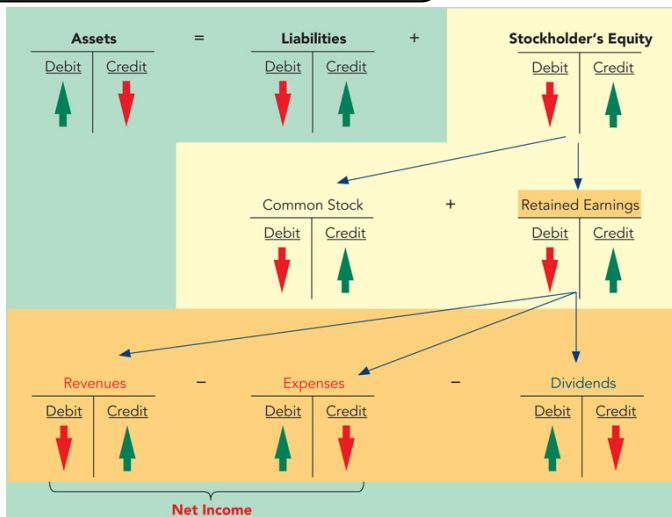 Assets = Liabilities + Stockholder's Equity
Debit Credit Debit Credit Debit Credit
Common Stock + Retained Earnings
Debit Credit Debit Credit
Revenues – Expenses – Dividends
Debit Credit Debit Credit Debit Credit
Net Income